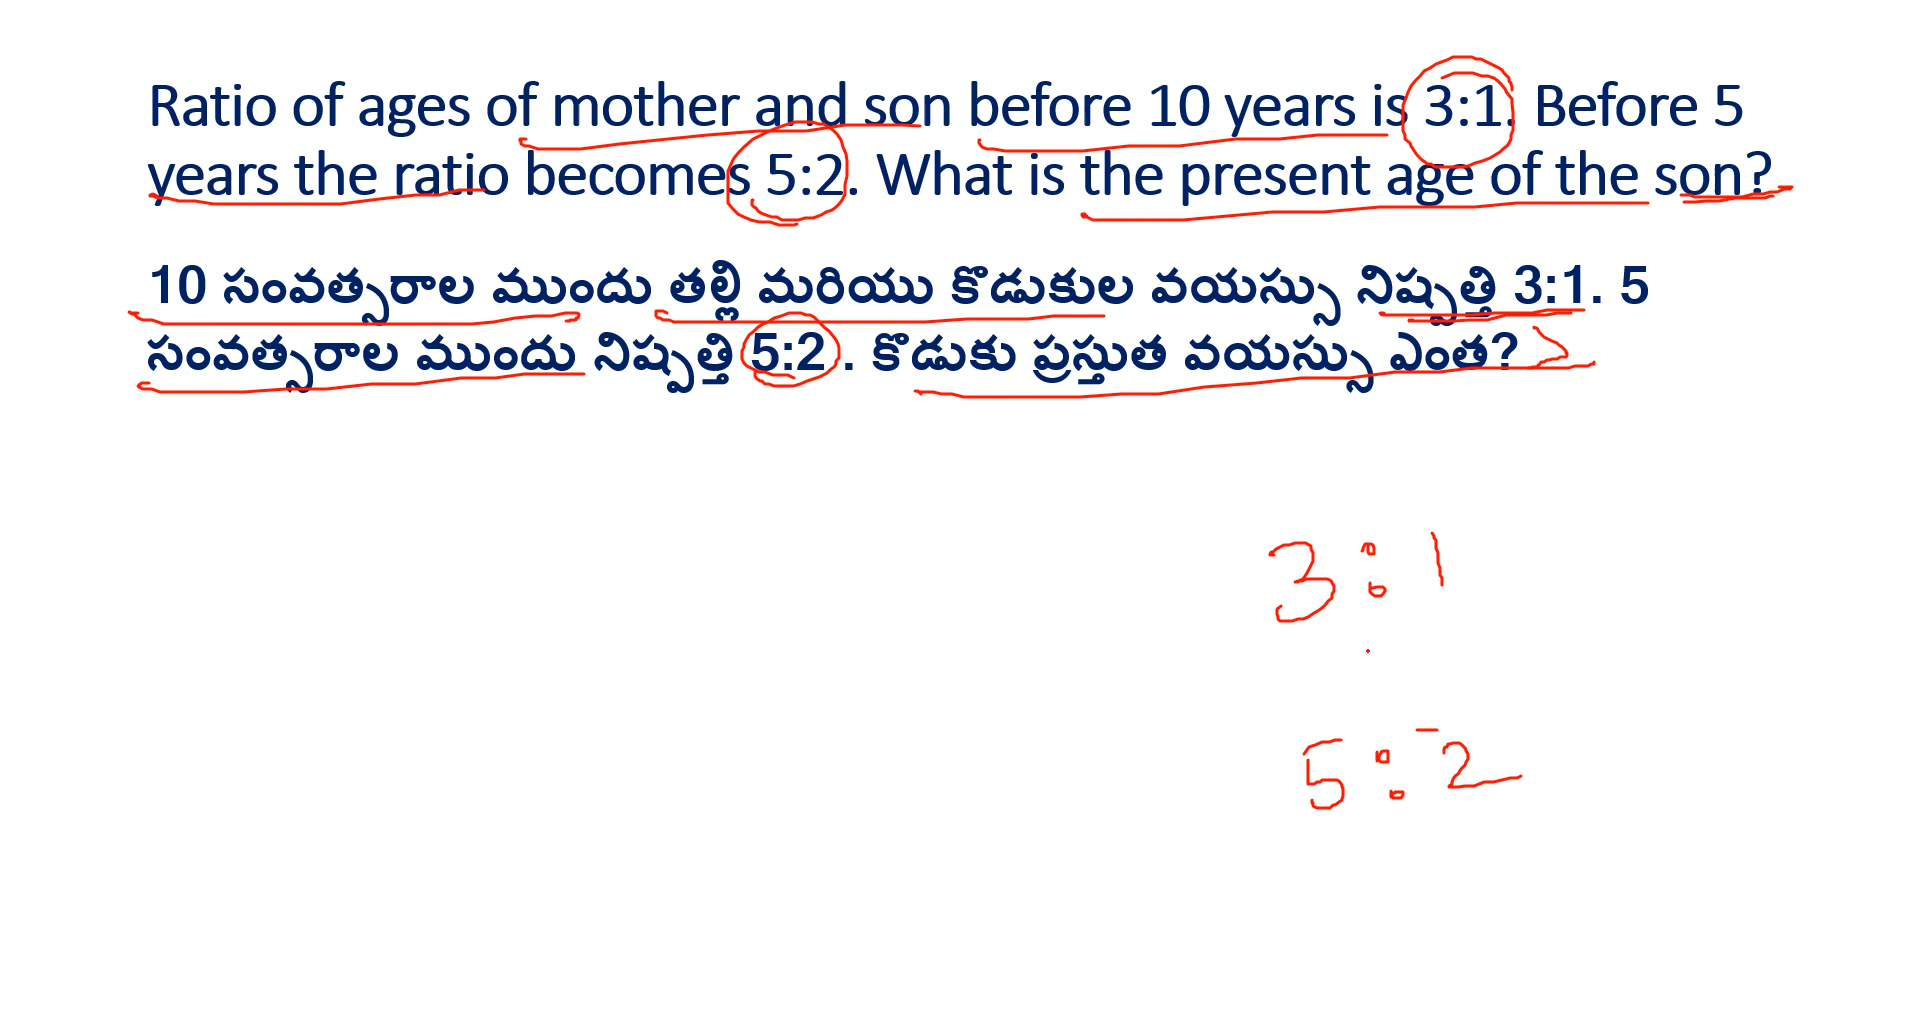 Ratio of ages of mother and son before 10 years is 3:1. Before 5
years the ratio becomes 5:2. What is the present age of the son?
10 సంవత్సరాల ముందు తల్లి మరియు కొడుకుల వయస్సు నిష్పత్తి 3:1. 5
సంవత్సరాల ముందు నిష్పత్తి 5:2 . కొడుకు ప్రస్తుత వయస్సు ఎంత?
3 : 1
5 : 2